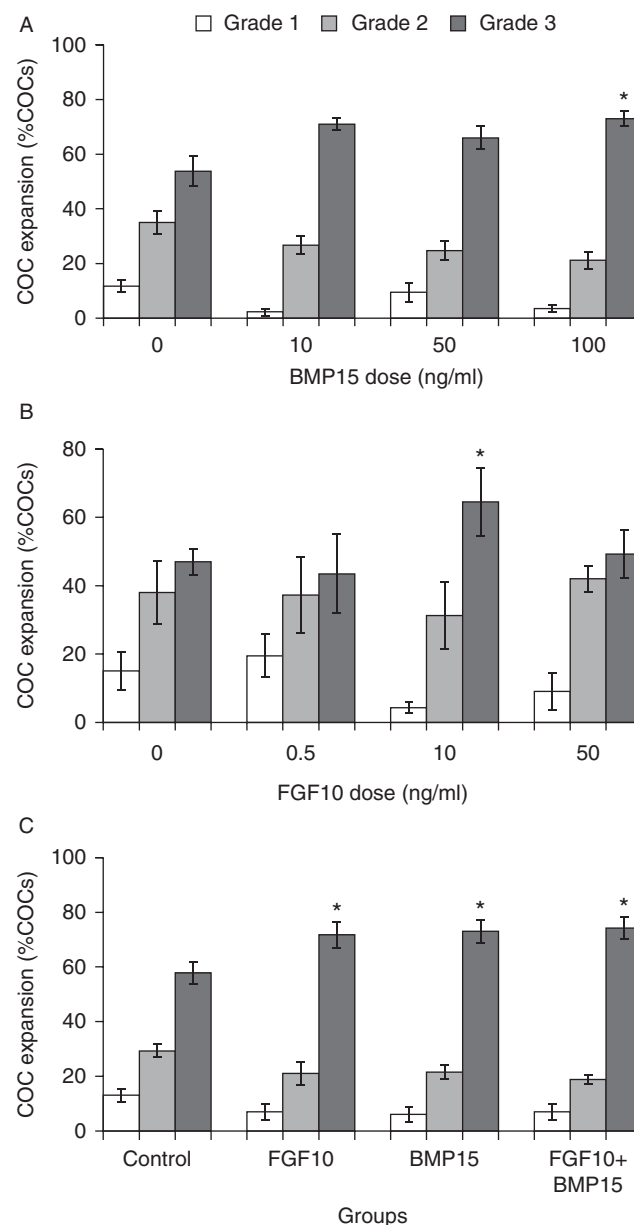 A
Grade 1 Grade 2 Grade 3
100
80
60
40
20
0
COC expansion (%COCs)
*
0 10 50 100
BMP15 dose (ng/ml)
B
80
60
40
20
0
COC expansion (%COCs)
*
0 0.5 10 50
FGF10 dose (ng/ml)
C
100
80
60
40
20
0
COC expansion (%COCs)
* * *
Control FGF10 BMP15 FGF10+
BMP15
Groups